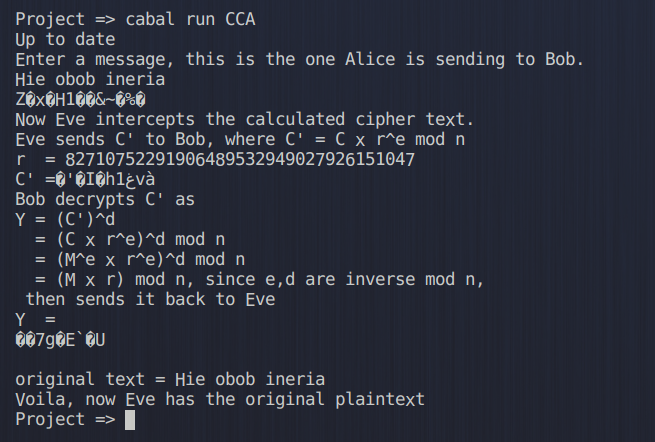 Project => cabal run CCA
Up to date
Enter a message, this is the one Alice is sending to Bob.
Hie obob ineria
Z�x�H1��&~�%�
Now Eve intercepts the calculated cipher text.
Eve sends C' to Bob, where C' = C x r^e mod n
r  = 82710752291906489532949027926151047
C' =�'�I�h1غvà
Bob decrypts C' as
Y = (C')^d
  = (C x r^e)^d mod n
  = (M^e x r^e)^d mod n
  = (M x r) mod n, since e,d are inverse mod n,
 then sends it back to Eve
Y  =
��7g�E`�U
original text = Hie obob ineria
Voila, now Eve has the original plaintext
Project =>